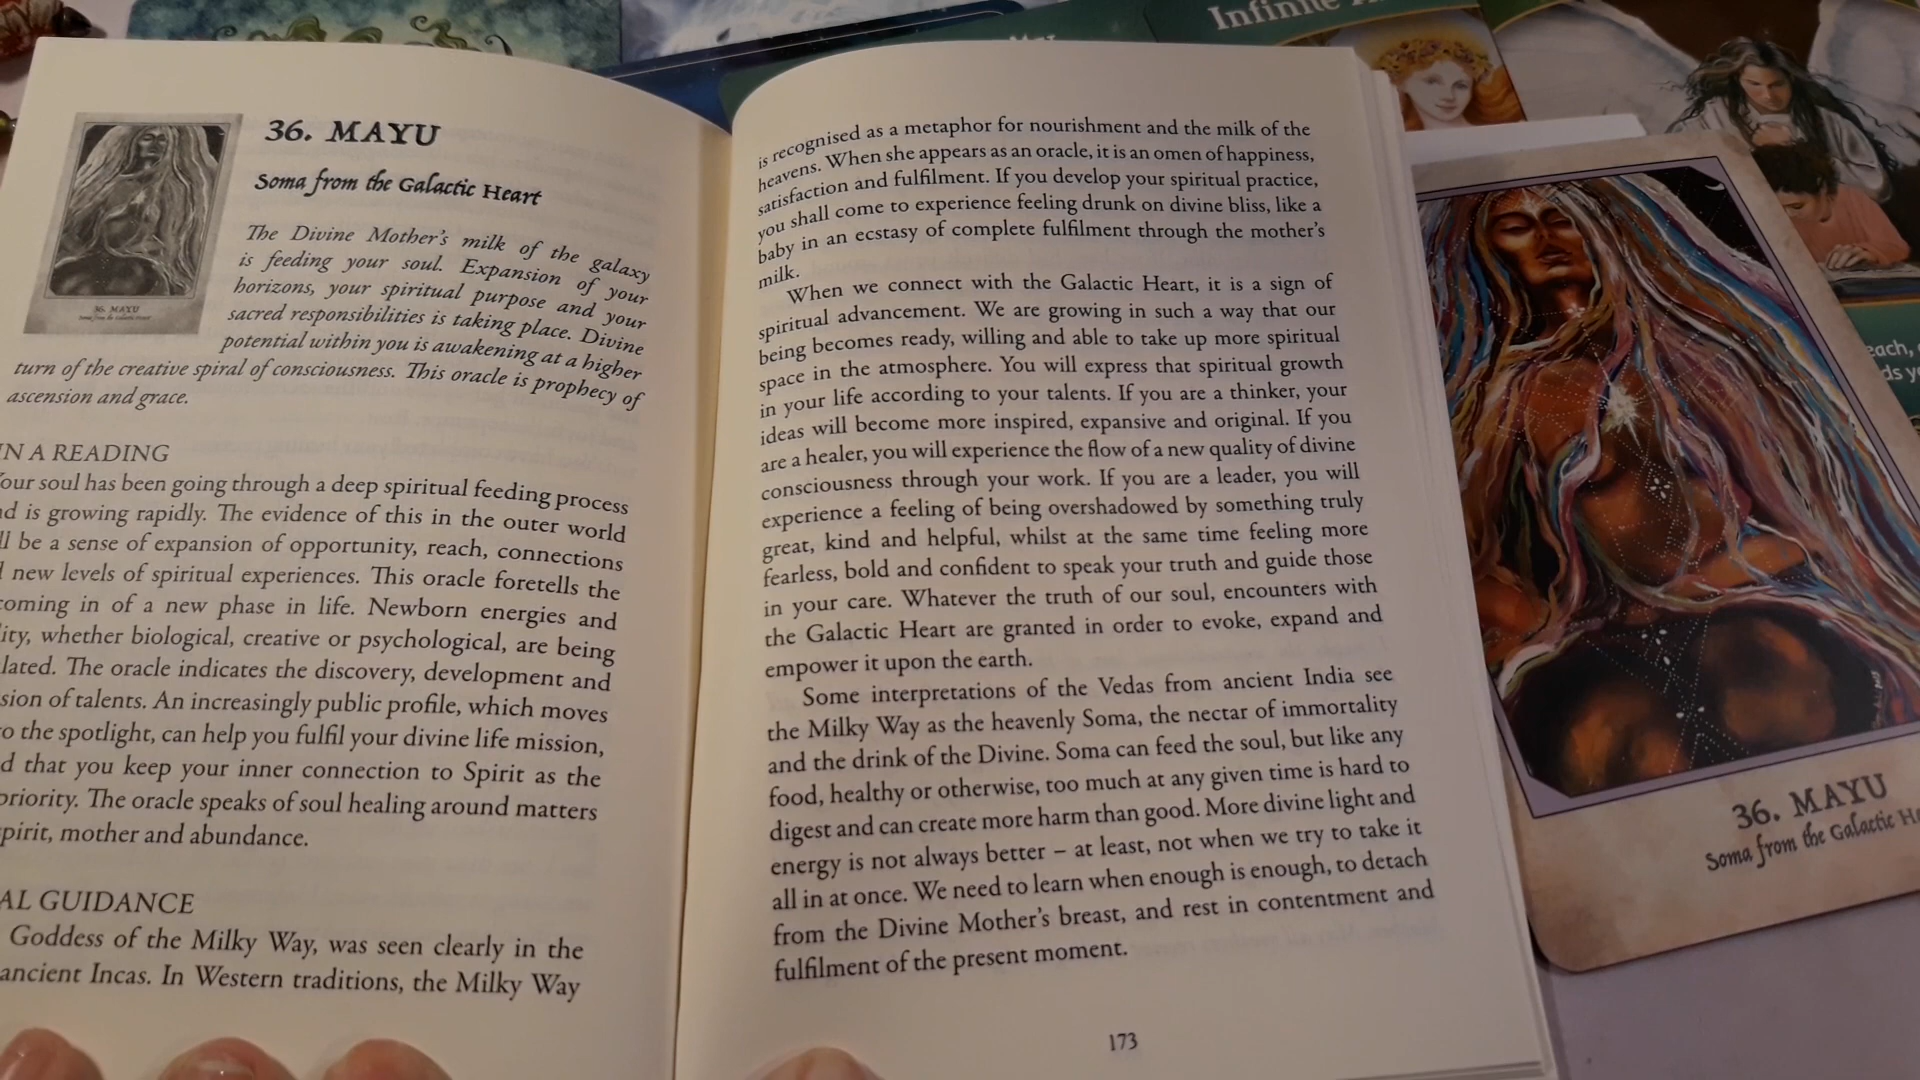 Infinite
36. MAYU
Soma from the Galactic Heart
The Divine Mother's milk of the galaxy
is feeding your soul. Expansion of your
horizons, your spiritual purpose and your
sacred responsibilities is taking place. Divine
potential within you is awakening at a higher
turn of the creative spiral of consciousness. This oracle is prophecy of
ascension and grace.
36. MAYU
IN A READING
Your soul has been going through a deep spiritual feeding process
is growing rapidly. The evidence of this in the outer world
be a sense of expansion of opportunity, reach, connections
new levels of spiritual experiences. This oracle foretells the
coming in of a new phase in life. Newborn energies and
whether biological, creative or psychological, are being
The oracle indicates the discovery, development and
of talents. An increasingly public profile, which moves
the spotlight, can help you fulfil your divine life mission,
that you keep your inner connection to Spirit as the
priority. The oracle speaks of soul healing around matters
spirit, mother and abundance.
GUIDANCE
Goddess of the Milky Way, was seen clearly in the
ancient Incas. In Western traditions, the Milky Way
is recognised as a metaphor for nourishment and the milk of the
heavens. When she appears as an oracle, it is an omen of happiness,
satisfaction and fulfilment. If you develop your spiritual practice,
you shall come to experience feeling drunk on divine bliss, like a
baby in an ecstasy of complete fulfilment through the mother's
milk.
When we connect with the Galactic Heart, it is a sign of
spiritual advancement. We are growing in such a way that our
being becomes ready, willing and able to take up more spiritual
space in the atmosphere. You will express that spiritual growth
in your life according to your talents. If you are a thinker, your
ideas will become more inspired, expansive and original. If you
are a healer, you will experience the flow of a new quality of divine
consciousness through your work. If you are a leader, you will
experience a feeling of being overshadowed by something truly
great, kind and helpful, whilst at the same time feeling more
fearless, bold and confident to speak your truth and guide those
in your care. Whatever the truth of our soul, encounters with
the Galactic Heart are granted in order to evoke, expand and
empower it upon the earth.
Some interpretations of the Vedas from ancient India see
the Milky Way as the heavenly Soma, the nectar of immortality
and the drink of the Divine. Soma can feed the soul, but like any
food, healthy or otherwise, too much at any given time is hard to
digest and can create more harm than good. More divine light and
energy is not always better – at least, not when we try to take it
all in at once. We need to learn when enough is enough, to detach
from the Divine Mother's breast, and rest in contentment and
fulfilment of the present moment.
173
36. MAYU
Soma from the Galactic